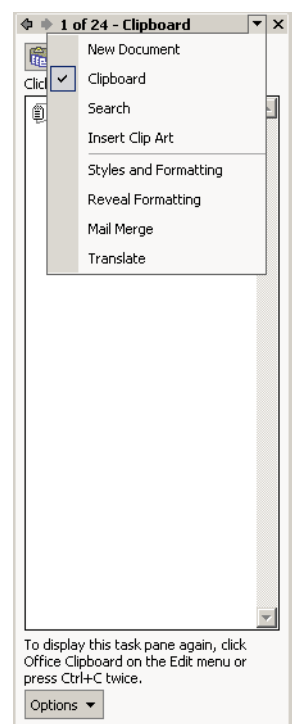 1 of 24 - Clipboard
New Document
Clipboard
Search
Insert Clip Art
Styles and Formatting
Reveal Formatting
Mail Merge
Translate
To display this task pane again, click
Office Clipboard on the Edit menu or
press Ctrl+C twice.
Options